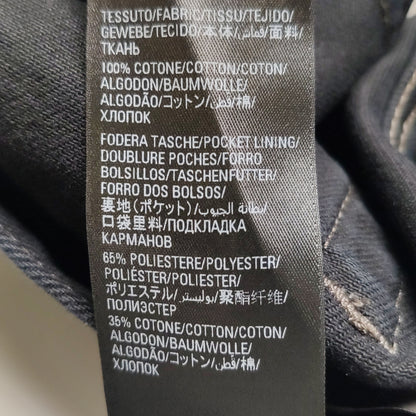 TESSUTO/FABRIC/TISSU/TEJIDO/
GEWEBE/TECIDO/本体/قماش/面料/
ТКАНЬ
100% COTONE/COTTON/COTON/
ALGODON/BAUMWOLLE/
ALGODÃO/コットン/قطن/棉/
ХЛОПОК
FODERA TASCHE/POCKET LINING/
DOUBLURE POCHES/FORRO
BOLSILLOS/TASCHENFUTTER/
FORRO DOS BOLSOS/
裏地(ポケット)/بطانة الجيوب/
口袋里料/ПОДКЛАДКА
КАРМАНОВ
65% POLIESTERE/POLYESTER/
POLIÉSTER/POLIESTER/
ポリエステル/بوليستر/聚酯纤维/
ПОЛИЭСТЕР
35% COTONE/COTTON/COTON/
ALGODON/BAUMWOLLE/
ALGODÃO/コットン/قطن/棉/
ХЛОПОК